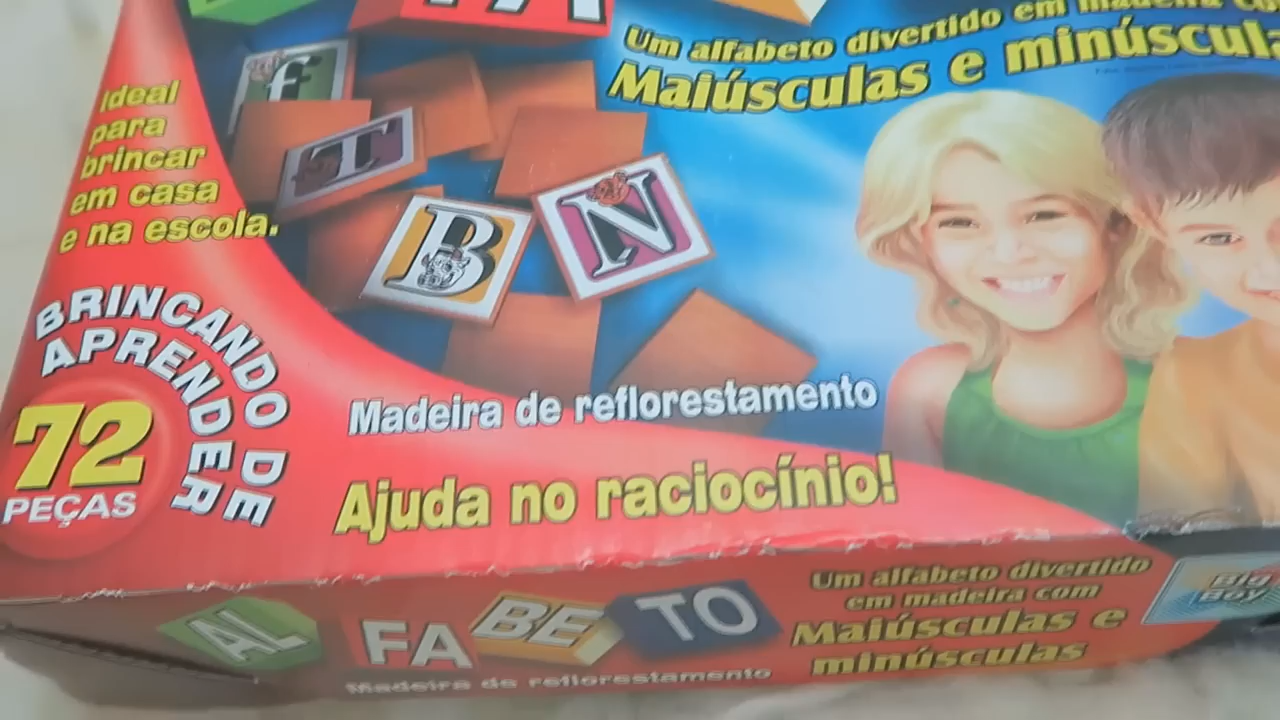 Um alfabeto divertido em madeira
Maiúsculas e minúscula
Ideal
para
brincar
em casa
e na escola.
f
T
B
N
BRINCANDO DE
APRENDER
72
PEÇAS
Madeira de reflorestamento
Ajuda no raciocínio!
AL FA BE TO
Madeira de reflorestamento
Um alfabeto divertido
em madeira com
Maiúsculas e
minúsculas
Big
Boy